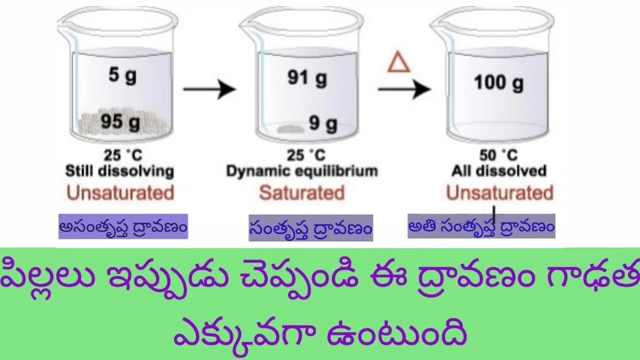 5 g
95 g
91 g
9 g
△
100 g
25 °C
Still dissolving
Unsaturated
25 °C
Dynamic equilibrium
Saturated
50 °C
All dissolved
Unsaturated
అసంతృప్త ద్రావణం
సంతృప్త ద్రావణం
అతి సంతృప్త ద్రావణం
పిల్లలు ఇప్పుడు చెప్పండి ఈ ద్రావణం గాఢత
ఎక్కువగా ఉంటుంది